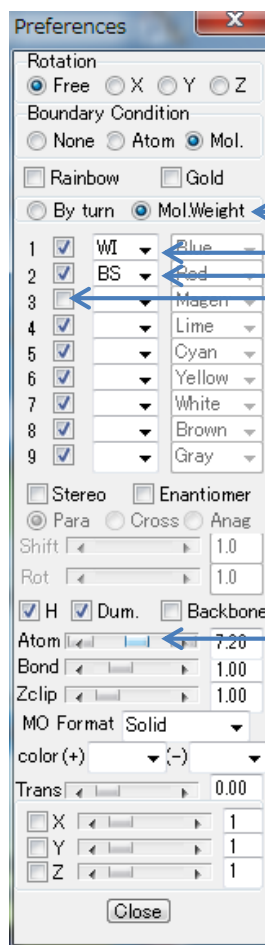 Preferences x
Rotation
Free X Y Z
Boundary Condition
None Atom Mol.
Rainbow Gold
By turn Mol.Weight
1 WI Blue
2 BS Red
3 Magen
4 Lime
5 Cyan
6 Yellow
7 White
8 Brown
9 Gray
Stereo Enantiomer
Para Cross Anag
Shift 1.0
Rot 1.0
H Dum. Backbone
Atom 7.20
Bond 1.00
Zclip 1.00
MO Format Solid
color(+) (-)
Trans 0.00
X 1
Y 1
Z 1
Close